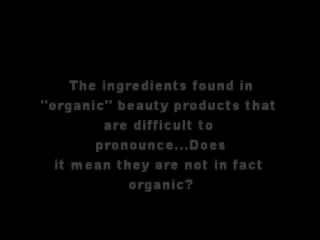 The ingredients found in
"organic" beauty products that
are difficult to
pronounce...Does
it mean they are not in fact
organic?